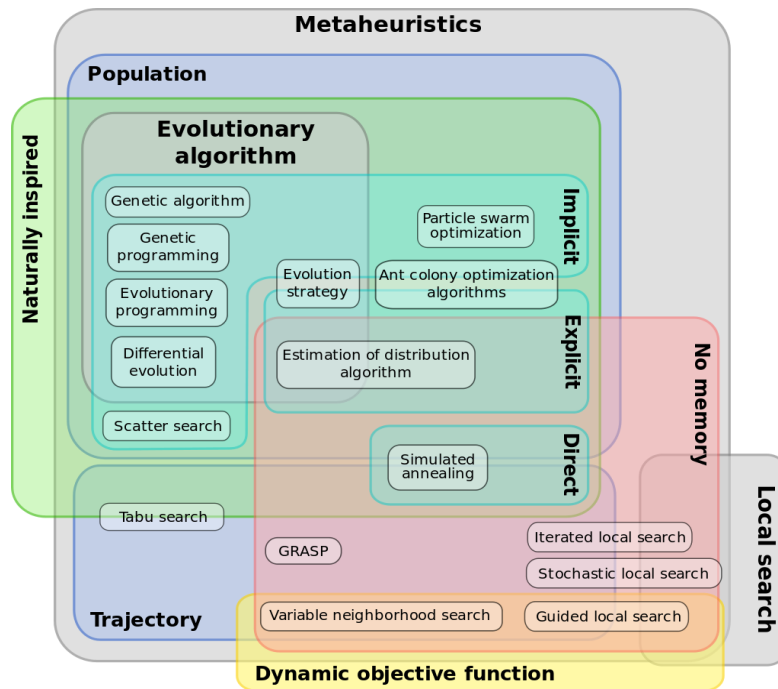 Metaheuristics
Population
Naturally inspired
Evolutionary
algorithm
Implicit
Genetic algorithm
Particle swarm
optimization
Genetic
programming
Evolution
strategy
Ant colony optimization
algorithms
Evolutionary
programming
Explicit
No memory
Differential
evolution
Estimation of distribution
algorithm
Scatter search
Direct
Simulated
annealing
Local search
Tabu search
GRASP
Iterated local search
Stochastic local search
Trajectory
Variable neighborhood search
Guided local search
Dynamic objective function